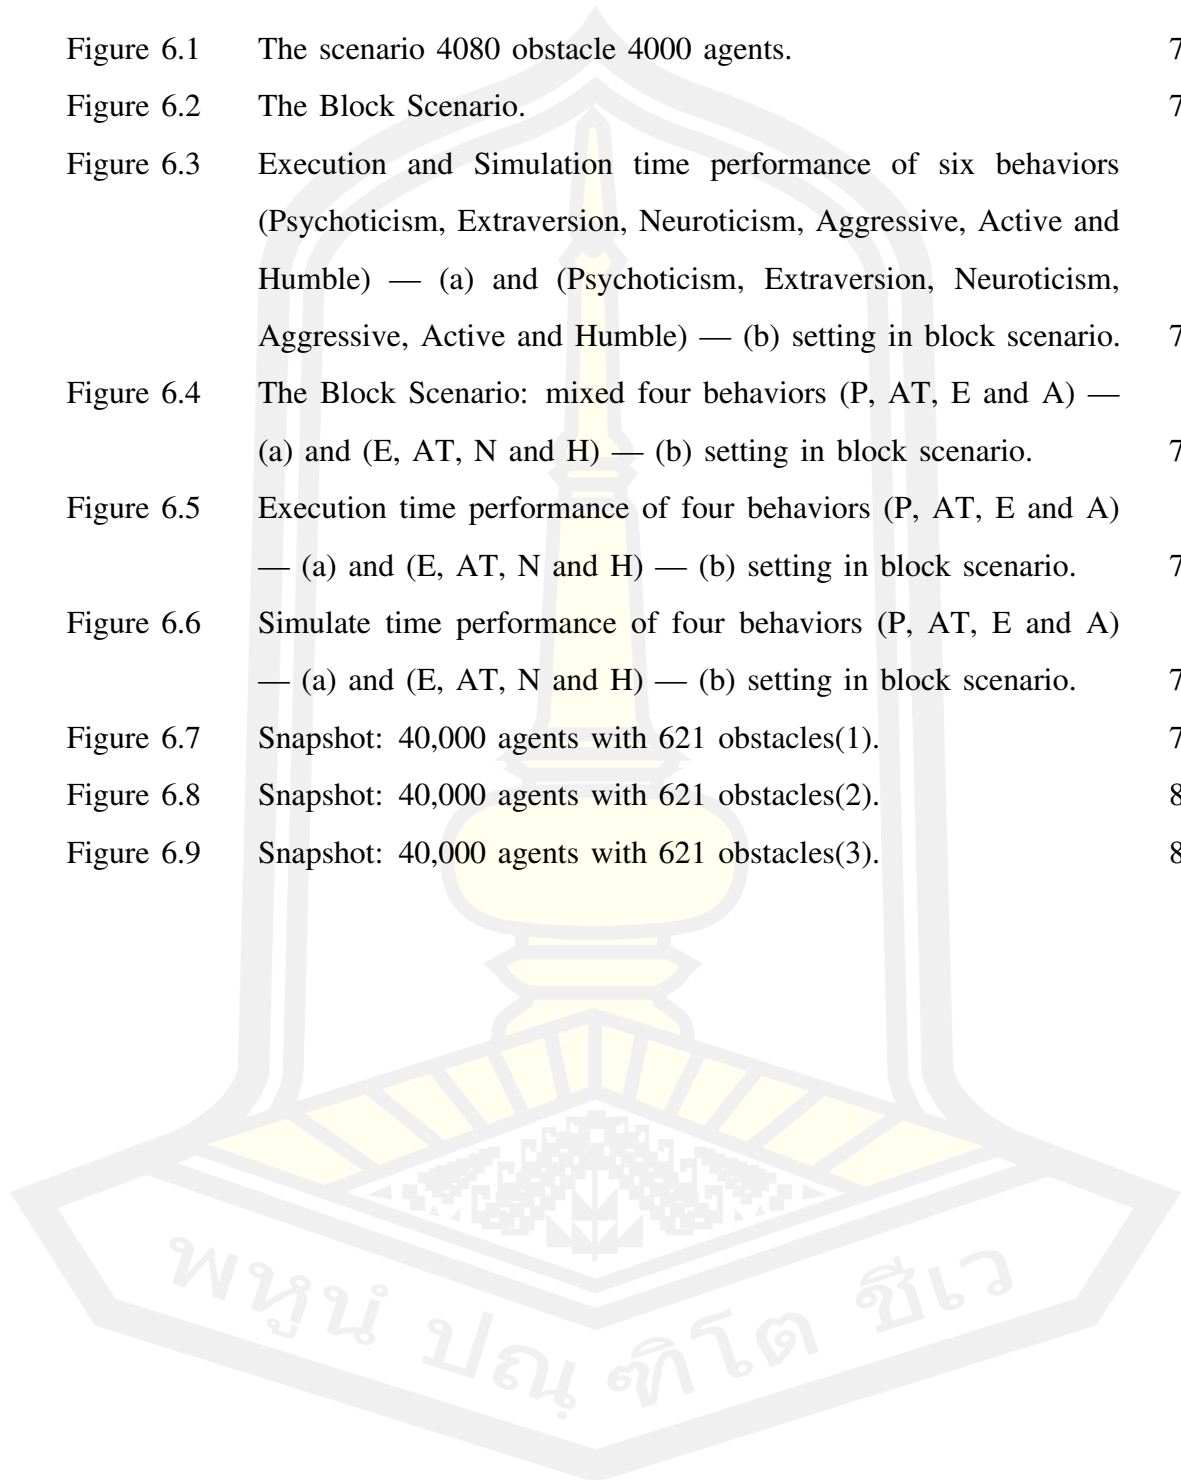 Figure 6.1 The scenario 4080 obstacle 4000 agents. 7
Figure 6.2 The Block Scenario. 7
Figure 6.3 Execution and Simulation time performance of six behaviors
(Psychoticism, Extraversion, Neuroticism, Aggressive, Active and
Humble) — (a) and (Psychoticism, Extraversion, Neuroticism,
Aggressive, Active and Humble) — (b) setting in block scenario. 7
Figure 6.4 The Block Scenario: mixed four behaviors (P, AT, E and A) —
(a) and (E, AT, N and H) — (b) setting in block scenario. 7
Figure 6.5 Execution time performance of four behaviors (P, AT, E and A)
— (a) and (E, AT, N and H) — (b) setting in block scenario. 7
Figure 6.6 Simulate time performance of four behaviors (P, AT, E and A)
— (a) and (E, AT, N and H) — (b) setting in block scenario. 7
Figure 6.7 Snapshot: 40,000 agents with 621 obstacles(1). 7
Figure 6.8 Snapshot: 40,000 agents with 621 obstacles(2). 8
Figure 6.9 Snapshot: 40,000 agents with 621 obstacles(3). 8
พหูนํ ปณฺ ฑิโต ชีเว